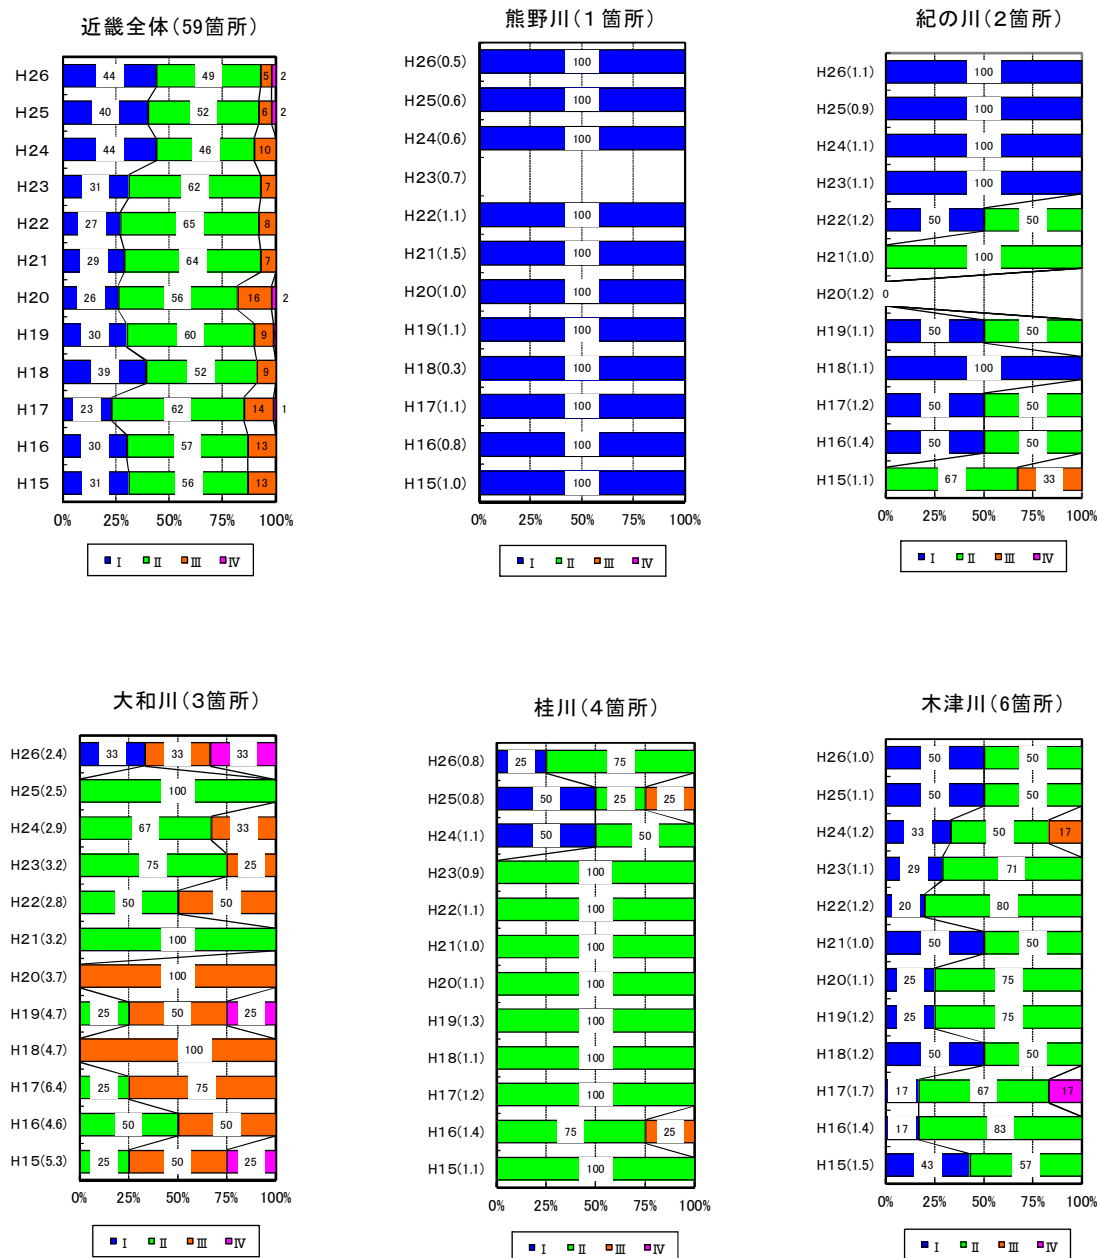 近畿全体(59箇所)
H26 44 49 5 2
H25 40 52 6 2
H24 44 46 10
H23 31 62 7
H22 27 65 8
H21 29 64 7
H20 26 56 16 2
H19 30 60 9
H18 39 52 9
H17 23 62 14 1
H16 30 57 13
H15 31 56 13
0% 25% 50% 75% 100%
Ⅰ Ⅱ Ⅲ Ⅳ
熊野川(1箇所)
H26(0.5) 100
H25(0.6) 100
H24(0.6) 100
H23(0.7)
H22(1.1) 100
H21(1.5) 100
H20(1.0) 100
H19(1.1) 100
H18(0.3) 100
H17(1.1) 100
H16(0.8) 100
H15(1.0) 100
0% 25% 50% 75% 100%
Ⅰ Ⅱ Ⅲ Ⅳ
紀の川(2箇所)
H26(1.1) 100
H25(0.9) 100
H24(1.1) 100
H23(1.1) 100
H22(1.2) 50 50
H21(1.0) 100
H20(1.2) 0
H19(1.1) 50 50
H18(1.1) 100
H17(1.2) 50 50
H16(1.4) 50 50
H15(1.1) 67 33
0% 25% 50% 75% 100%
Ⅰ Ⅱ Ⅲ Ⅳ
大和川(3箇所)
H26(2.4) 33 33 33
H25(2.5) 100
H24(2.9) 67 33
H23(3.2) 75 25
H22(2.8) 50 50
H21(3.2) 100
H20(3.7) 100
H19(4.7) 25 50 25
H18(4.7) 100
H17(6.4) 25 75
H16(4.6) 50 50
H15(5.3) 25 50 25
0% 25% 50% 75% 100%
Ⅰ Ⅱ Ⅲ Ⅳ
桂川(4箇所)
H26(0.8) 25 75
H25(0.8) 50 25 25
H24(1.1) 50 50
H23(0.9) 100
H22(1.1) 100
H21(1.0) 100
H20(1.1) 100
H19(1.3) 100
H18(1.1) 100
H17(1.2) 100
H16(1.4) 75 25
H15(1.1) 100
0% 25% 50% 75% 100%
Ⅰ Ⅱ Ⅲ Ⅳ
木津川(6箇所)
H26(1.0) 50 50
H25(1.1) 50 50
H24(1.2) 33 50 17
H23(1.1) 29 71
H22(1.2) 20 80
H21(1.0) 50 50
H20(1.1) 25 75
H19(1.2) 25 75
H18(1.2) 50 50
H17(1.7) 17 67 17
H16(1.4) 17 83
H15(1.5) 43 57
0% 25% 50% 75% 100%
Ⅰ Ⅱ Ⅲ Ⅳ